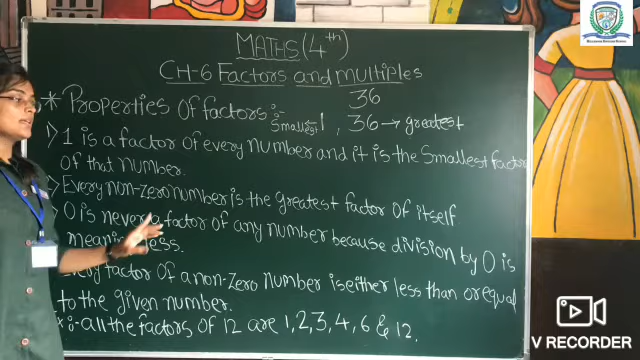 MATHS (4th)
CH-6 Factors and multiples
36
* Properties Of factors:-
Smallest 1, 36 → greatest
> 1 is a factor of every number and it is the Smallest factor
of that number.
> Every non-zero number is the greatest factor of itself
> 0 is never a factor of any number because division by 0 is
meaningless.
Every factor of a non-zero number is either less than or equal
to the given number.
Ex:- all the factors of 12 are 1, 2, 3, 4, 6 & 12.
V RECORDER